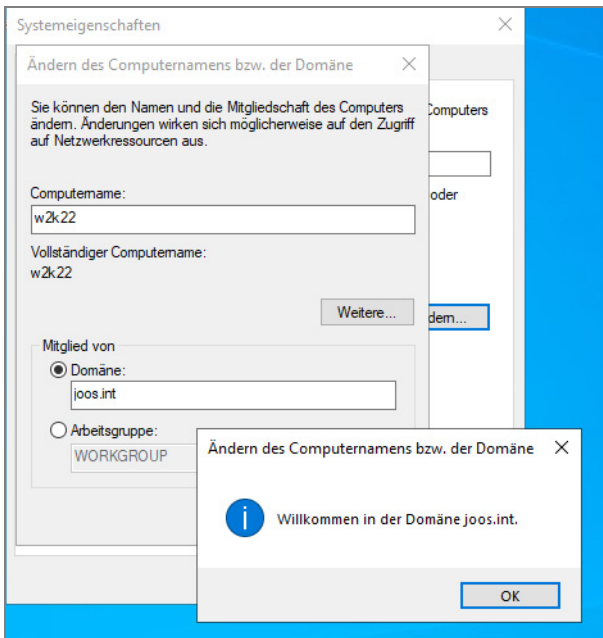 Systemeigenschaften
Ändern des Computernamens bzw. der Domäne
Sie können den Namen und die Mitgliedschaft des Computers
ändern. Änderungen wirken sich möglicherweise auf den Zugriff
auf Netzwerkressourcen aus.
Computers
oder
Computername:
w2k22
Vollständiger Computername:
w2k22
Weitere...
dern...
Mitglied von
Domäne:
joos.int
Arbeitsgruppe:
WORKGROUP
Ändern des Computernamens bzw. der Domäne
Willkommen in der Domäne joos.int.
OK